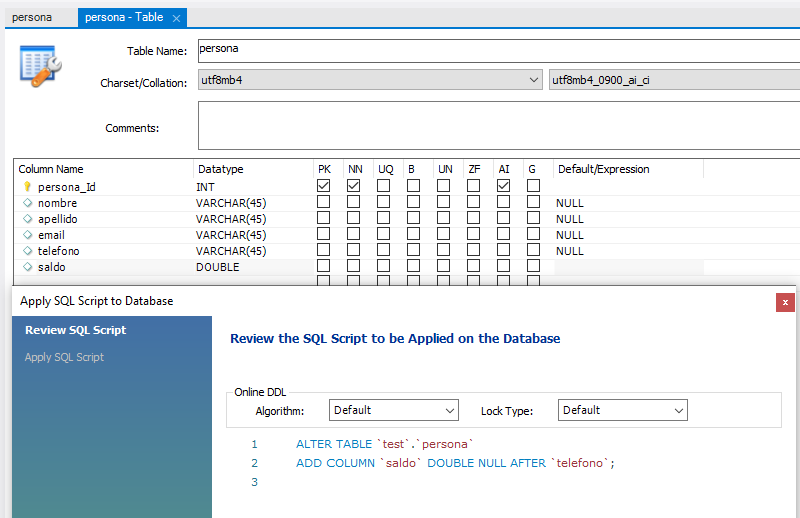 persona
persona - Table ×
Table Name: persona
Charset/Collation: utf8mb4 utf8mb4_0900_ai_ci
Comments:
Column Name Datatype PK NN UQ B UN ZF AI G Default/Expression
persona_Id INT
nombre VARCHAR(45) NULL
apellido VARCHAR(45) NULL
email VARCHAR(45) NULL
telefono VARCHAR(45) NULL
saldo DOUBLE
Apply SQL Script to Database x
Review SQL Script
Apply SQL Script
Review the SQL Script to be Applied on the Database
Online DDL
Algorithm: Default Lock Type: Default
1 ALTER TABLE `test`.`persona`
2 ADD COLUMN `saldo` DOUBLE NULL AFTER `telefono`;
3